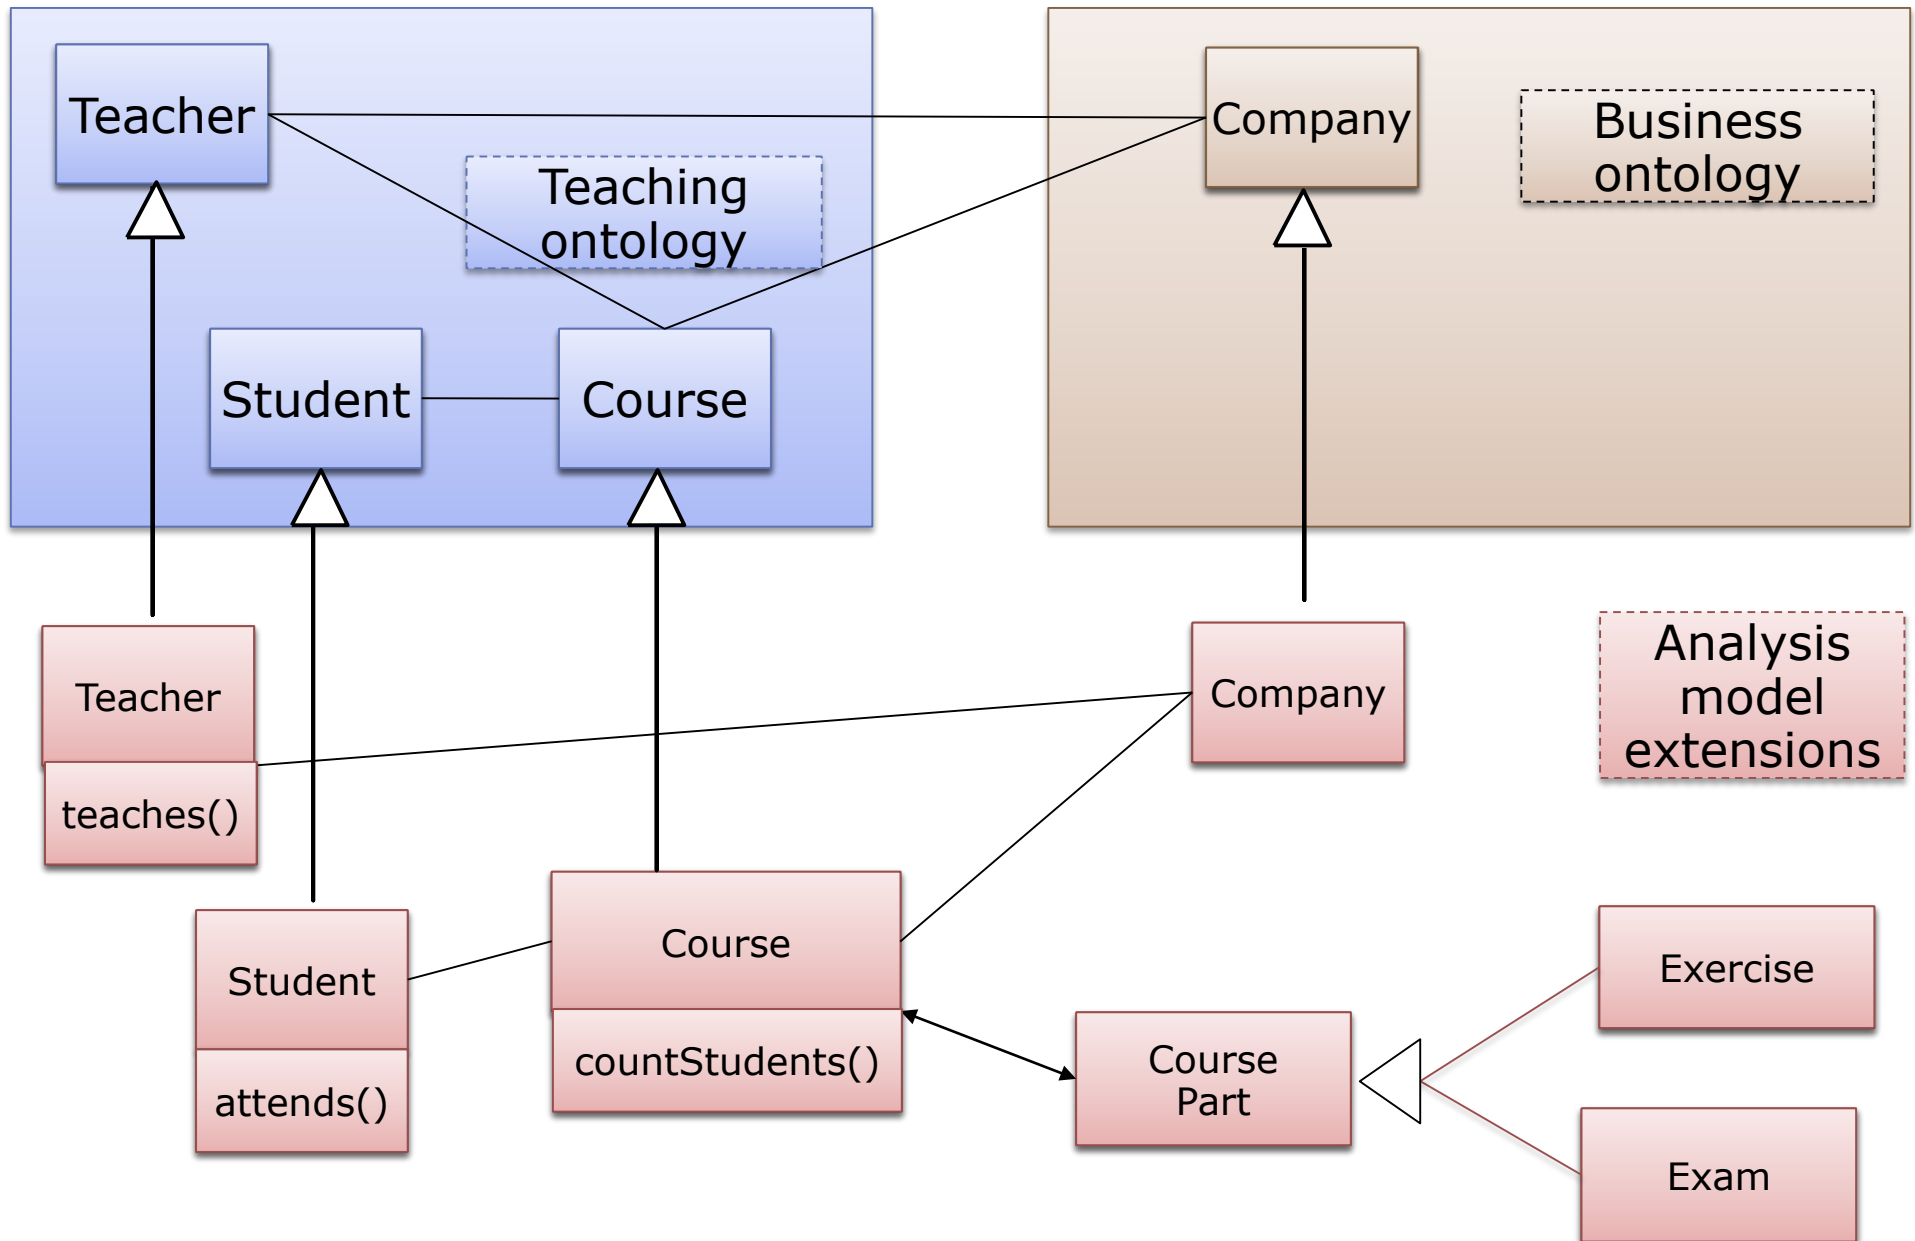 Teacher
Company
Business
ontology
Teaching
ontology
Student
Course
Teacher
teaches()
Company
Analysis
model
extensions
Student
attends()
Course
countStudents()
Course
Part
Exercise
Exam